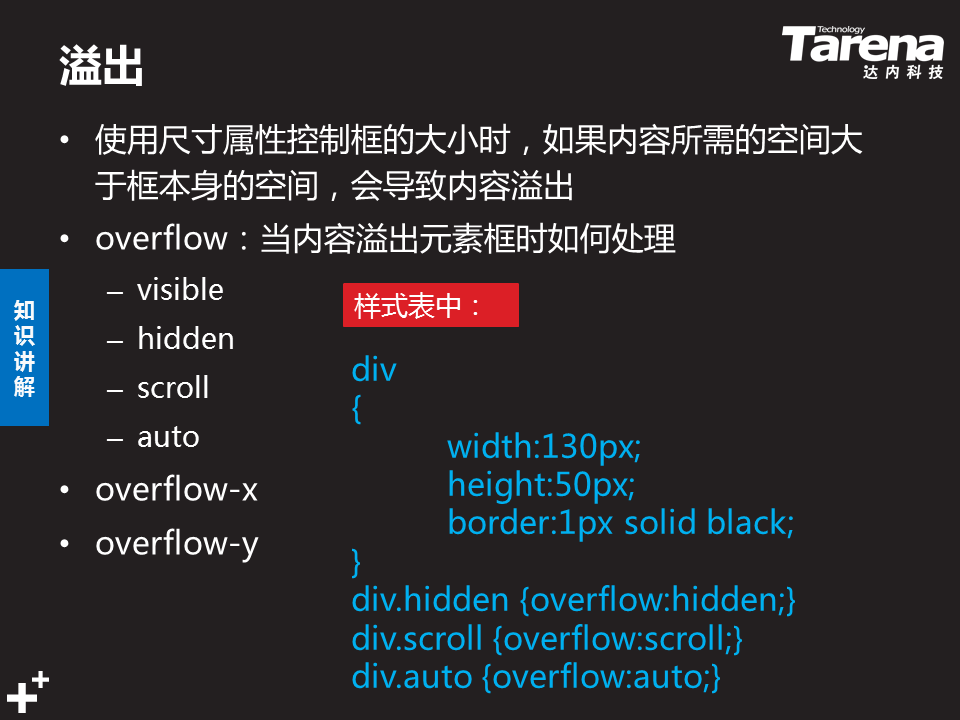 溢出
Technology
Tarena
达内科技
• 使用尺寸属性控制框的大小时，如果内容所需的空间大
于框本身的空间，会导致内容溢出
• overflow：当内容溢出元素框时如何处理
– visible
– hidden
– scroll
– auto
• overflow-x
• overflow-y
知识讲解
样式表中：
div
{
width:130px;
height:50px;
border:1px solid black;
}
div.hidden {overflow:hidden;}
div.scroll {overflow:scroll;}
div.auto {overflow:auto;}